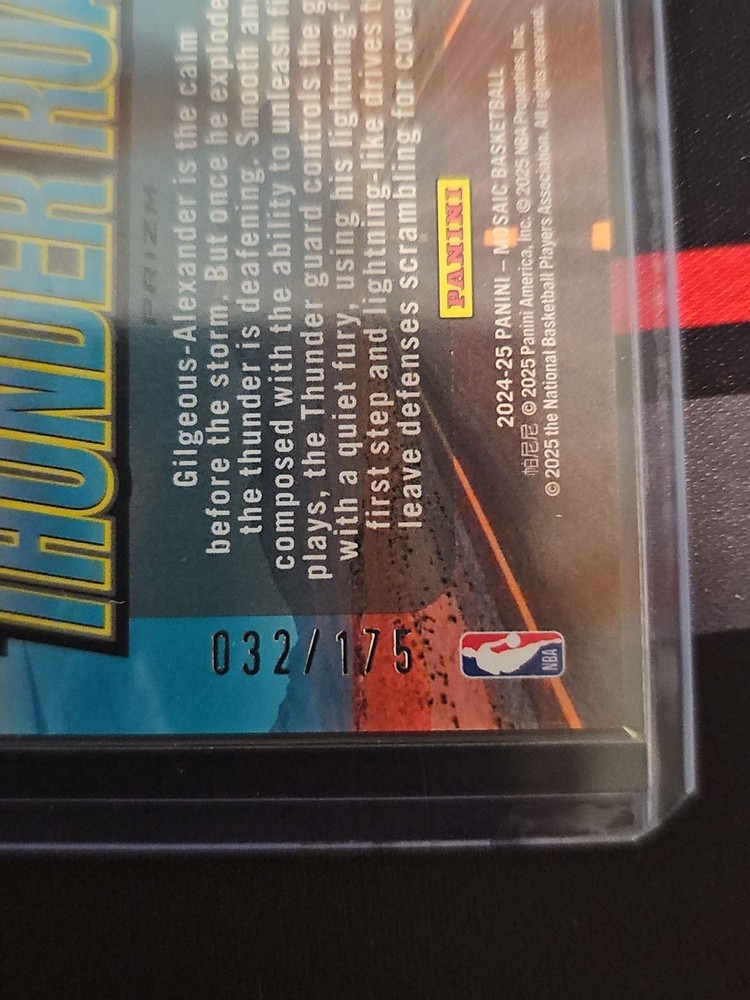 THUNDER ROA
PRIZM
Gilgeous-Alexander is the calm
before the storm. But once he explode
the thunder is deafening. Smooth an
composed with the ability to unleash fi
plays, the Thunder guard controls the g
with a quiet fury, using his lightning-f
first step and lightning-like drives t
leave defenses scrambling for cover
PANINI
2024-25 PANINI – MOSAIC BASKETBALL
帕尼尼 © 2025 Panini America, Inc. © 2025 NBA Properties, Inc.
© 2025 the National Basketball Players Association. All rights reserved.
032/175
NBA